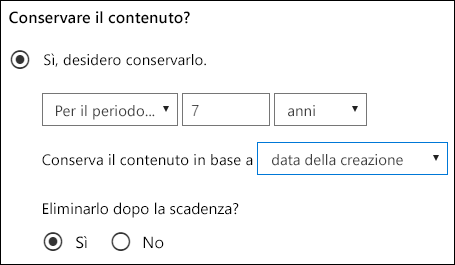 Conservare il contenuto?
Sì, desidero conservarlo.
Per il periodo... 7 anni
Conserva il contenuto in base a data della creazione
Eliminarlo dopo la scadenza?
Sì No